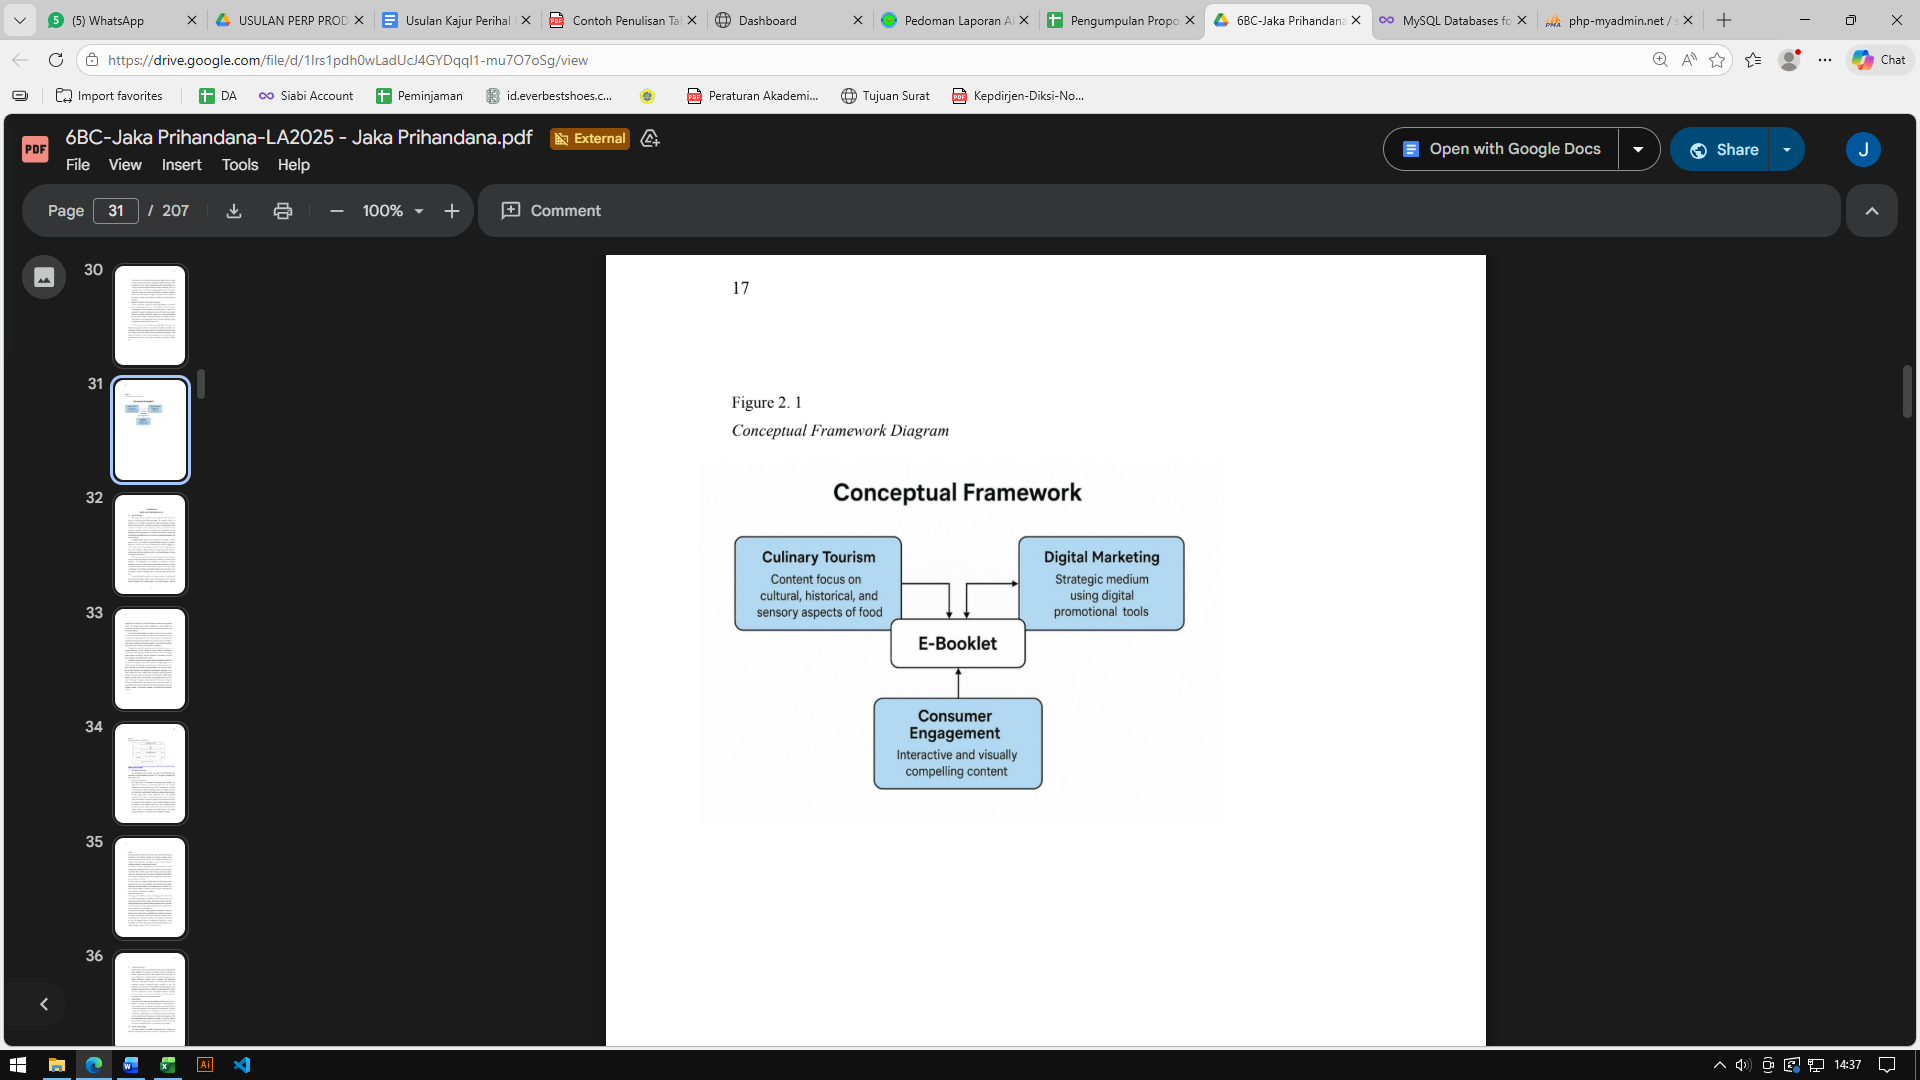 (5) WhatsApp
USULAN PERP PROD
Usulan Kajur Perihal
Contoh Penulisan Tab
Dashboard
Pedoman Laporan Al
Pengumpulan Propo
6BC-Jaka Prihandana
MySQL Databases fo
php-myadmin.net / s
https://drive.google.com/file/d/1lrs1pdh0wLadUcJ4GYDqqI1-mu7O7oSg/view
Chat
Import favorites
DA
Siabi Account
Peminjaman
id.everbestshoes.c...
Peraturan Akademi...
Tujuan Surat
Kepdirjen-Diksi-No...
PDF
6BC-Jaka Prihandana-LA2025 - Jaka Prihandana.pdf
External
File View Insert Tools Help
Open with Google Docs
Share
J
Page 31 / 207
100%
Comment
30
31
32
33
34
35
36
17
Figure 2. 1
Conceptual Framework Diagram
Conceptual Framework
Culinary Tourism
Content focus on
cultural, historical, and
sensory aspects of food
Digital Marketing
Strategic medium
using digital
promotional tools
E-Booklet
Consumer
Engagement
Interactive and visually
compelling content
14:37